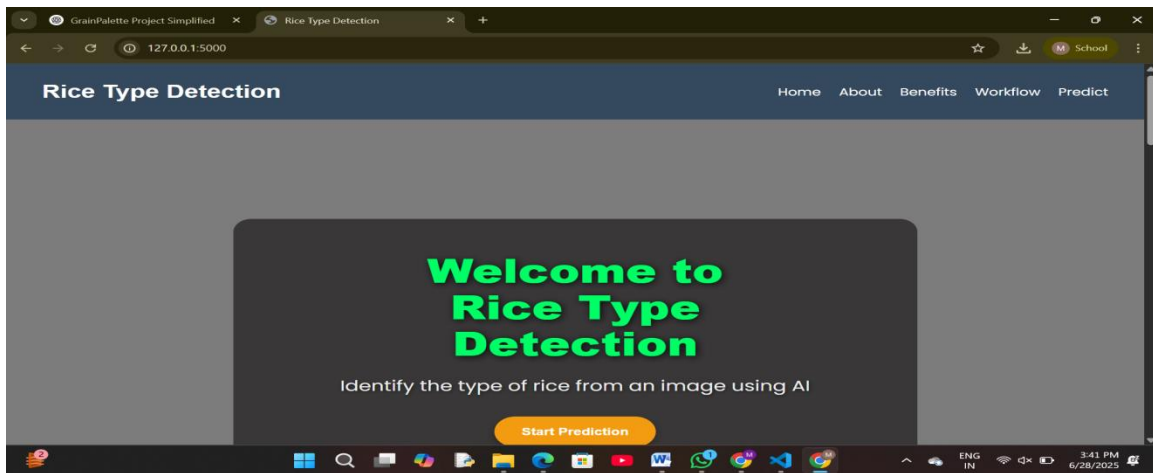 GrainPalette Project Simplified
Rice Type Detection
127.0.0.1:5000
M School
Rice Type Detection
Home About Benefits Workflow Predict
Welcome to
Rice Type
Detection
Identify the type of rice from an image using AI
Start Prediction
2
ENG
IN
3:41 PM
6/28/2025